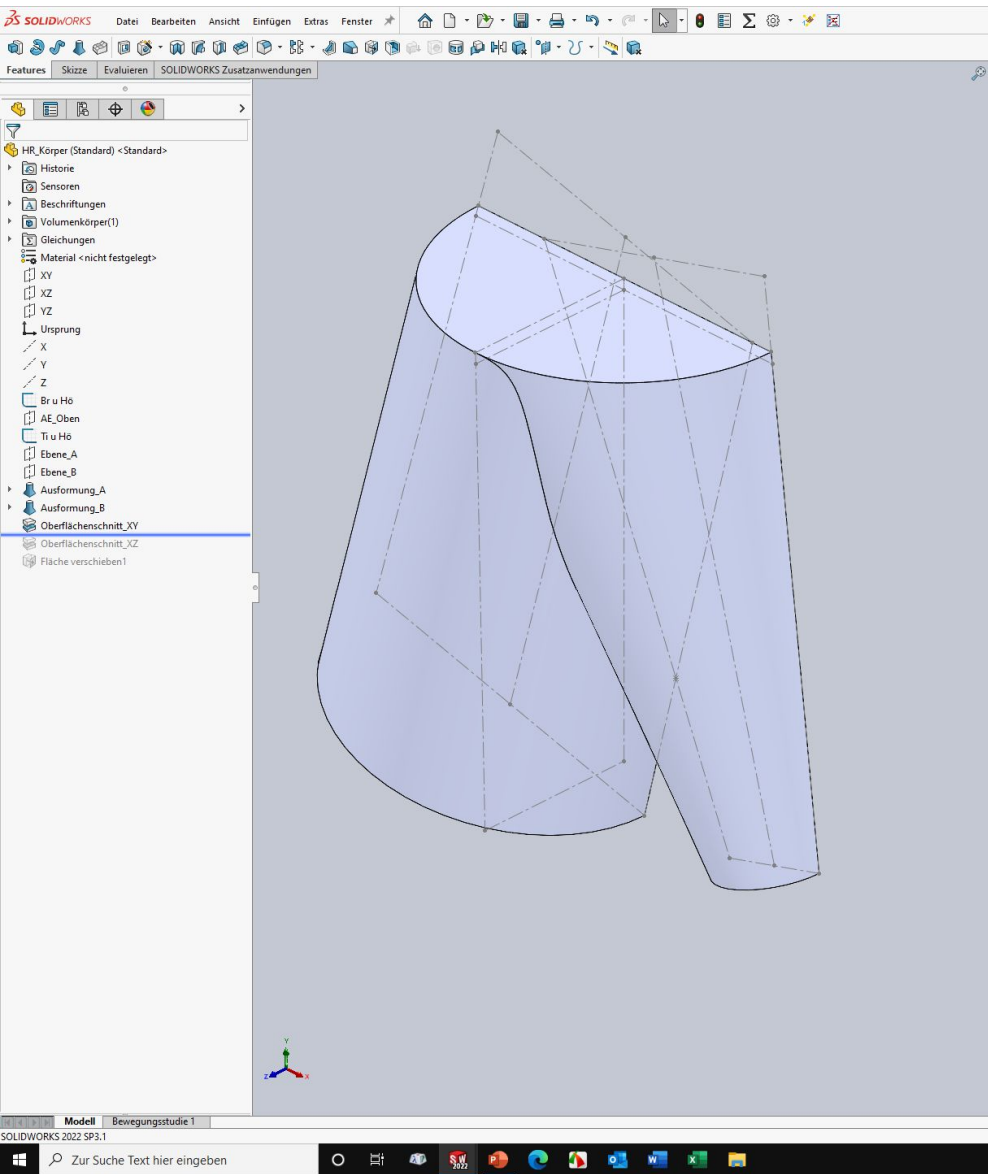 SOLIDWORKS Datei Bearbeiten Ansicht Einfügen Extras Fenster
Features Skizze Evaluieren SOLIDWORKS Zusatzanwendungen
HR_Körper (Standard) <Standard>
Historie
Sensoren
Beschriftungen
Volumenkörper(1)
Gleichungen
Material <nicht festgelegt>
XY
XZ
YZ
Ursprung
X
Y
Z
Br u Hö
AE_Oben
Ti u Hö
Ebene_A
Ebene_B
Ausformung_A
Ausformung_B
Oberflächenschnitt_XY
Oberflächenschnitt_XZ
Fläche verschieben1
Y
Z X
Modell Bewegungsstudie 1
SOLIDWORKS 2022 SP3.1
Zur Suche Text hier eingeben